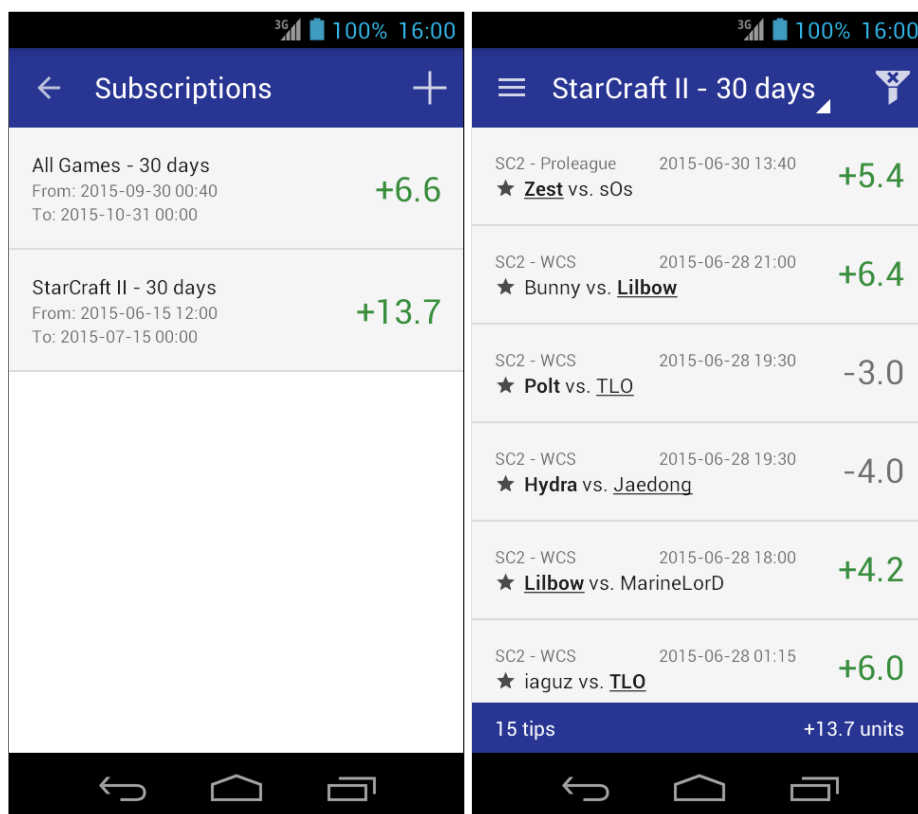 3G 100% 16:00
Subscriptions
All Games - 30 days
From: 2015-09-30 00:40
To: 2015-10-31 00:00
+6.6
StarCraft II - 30 days
From: 2015-06-15 12:00
To: 2015-07-15 00:00
+13.7
3G 100% 16:00
StarCraft II - 30 days
SC2 - Proleague 2015-06-30 13:40
Zest vs. sOs
+5.4
SC2 - WCS 2015-06-28 21:00
Bunny vs. Lilbow
+6.4
SC2 - WCS 2015-06-28 19:30
Polt vs. TLO
-3.0
SC2 - WCS 2015-06-28 19:30
Hydra vs. Jaedong
-4.0
SC2 - WCS 2015-06-28 18:00
Lilbow vs. MarineLorD
+4.2
SC2 - WCS 2015-06-28 01:15
iaguz vs. TLO
+6.0
15 tips +13.7 units